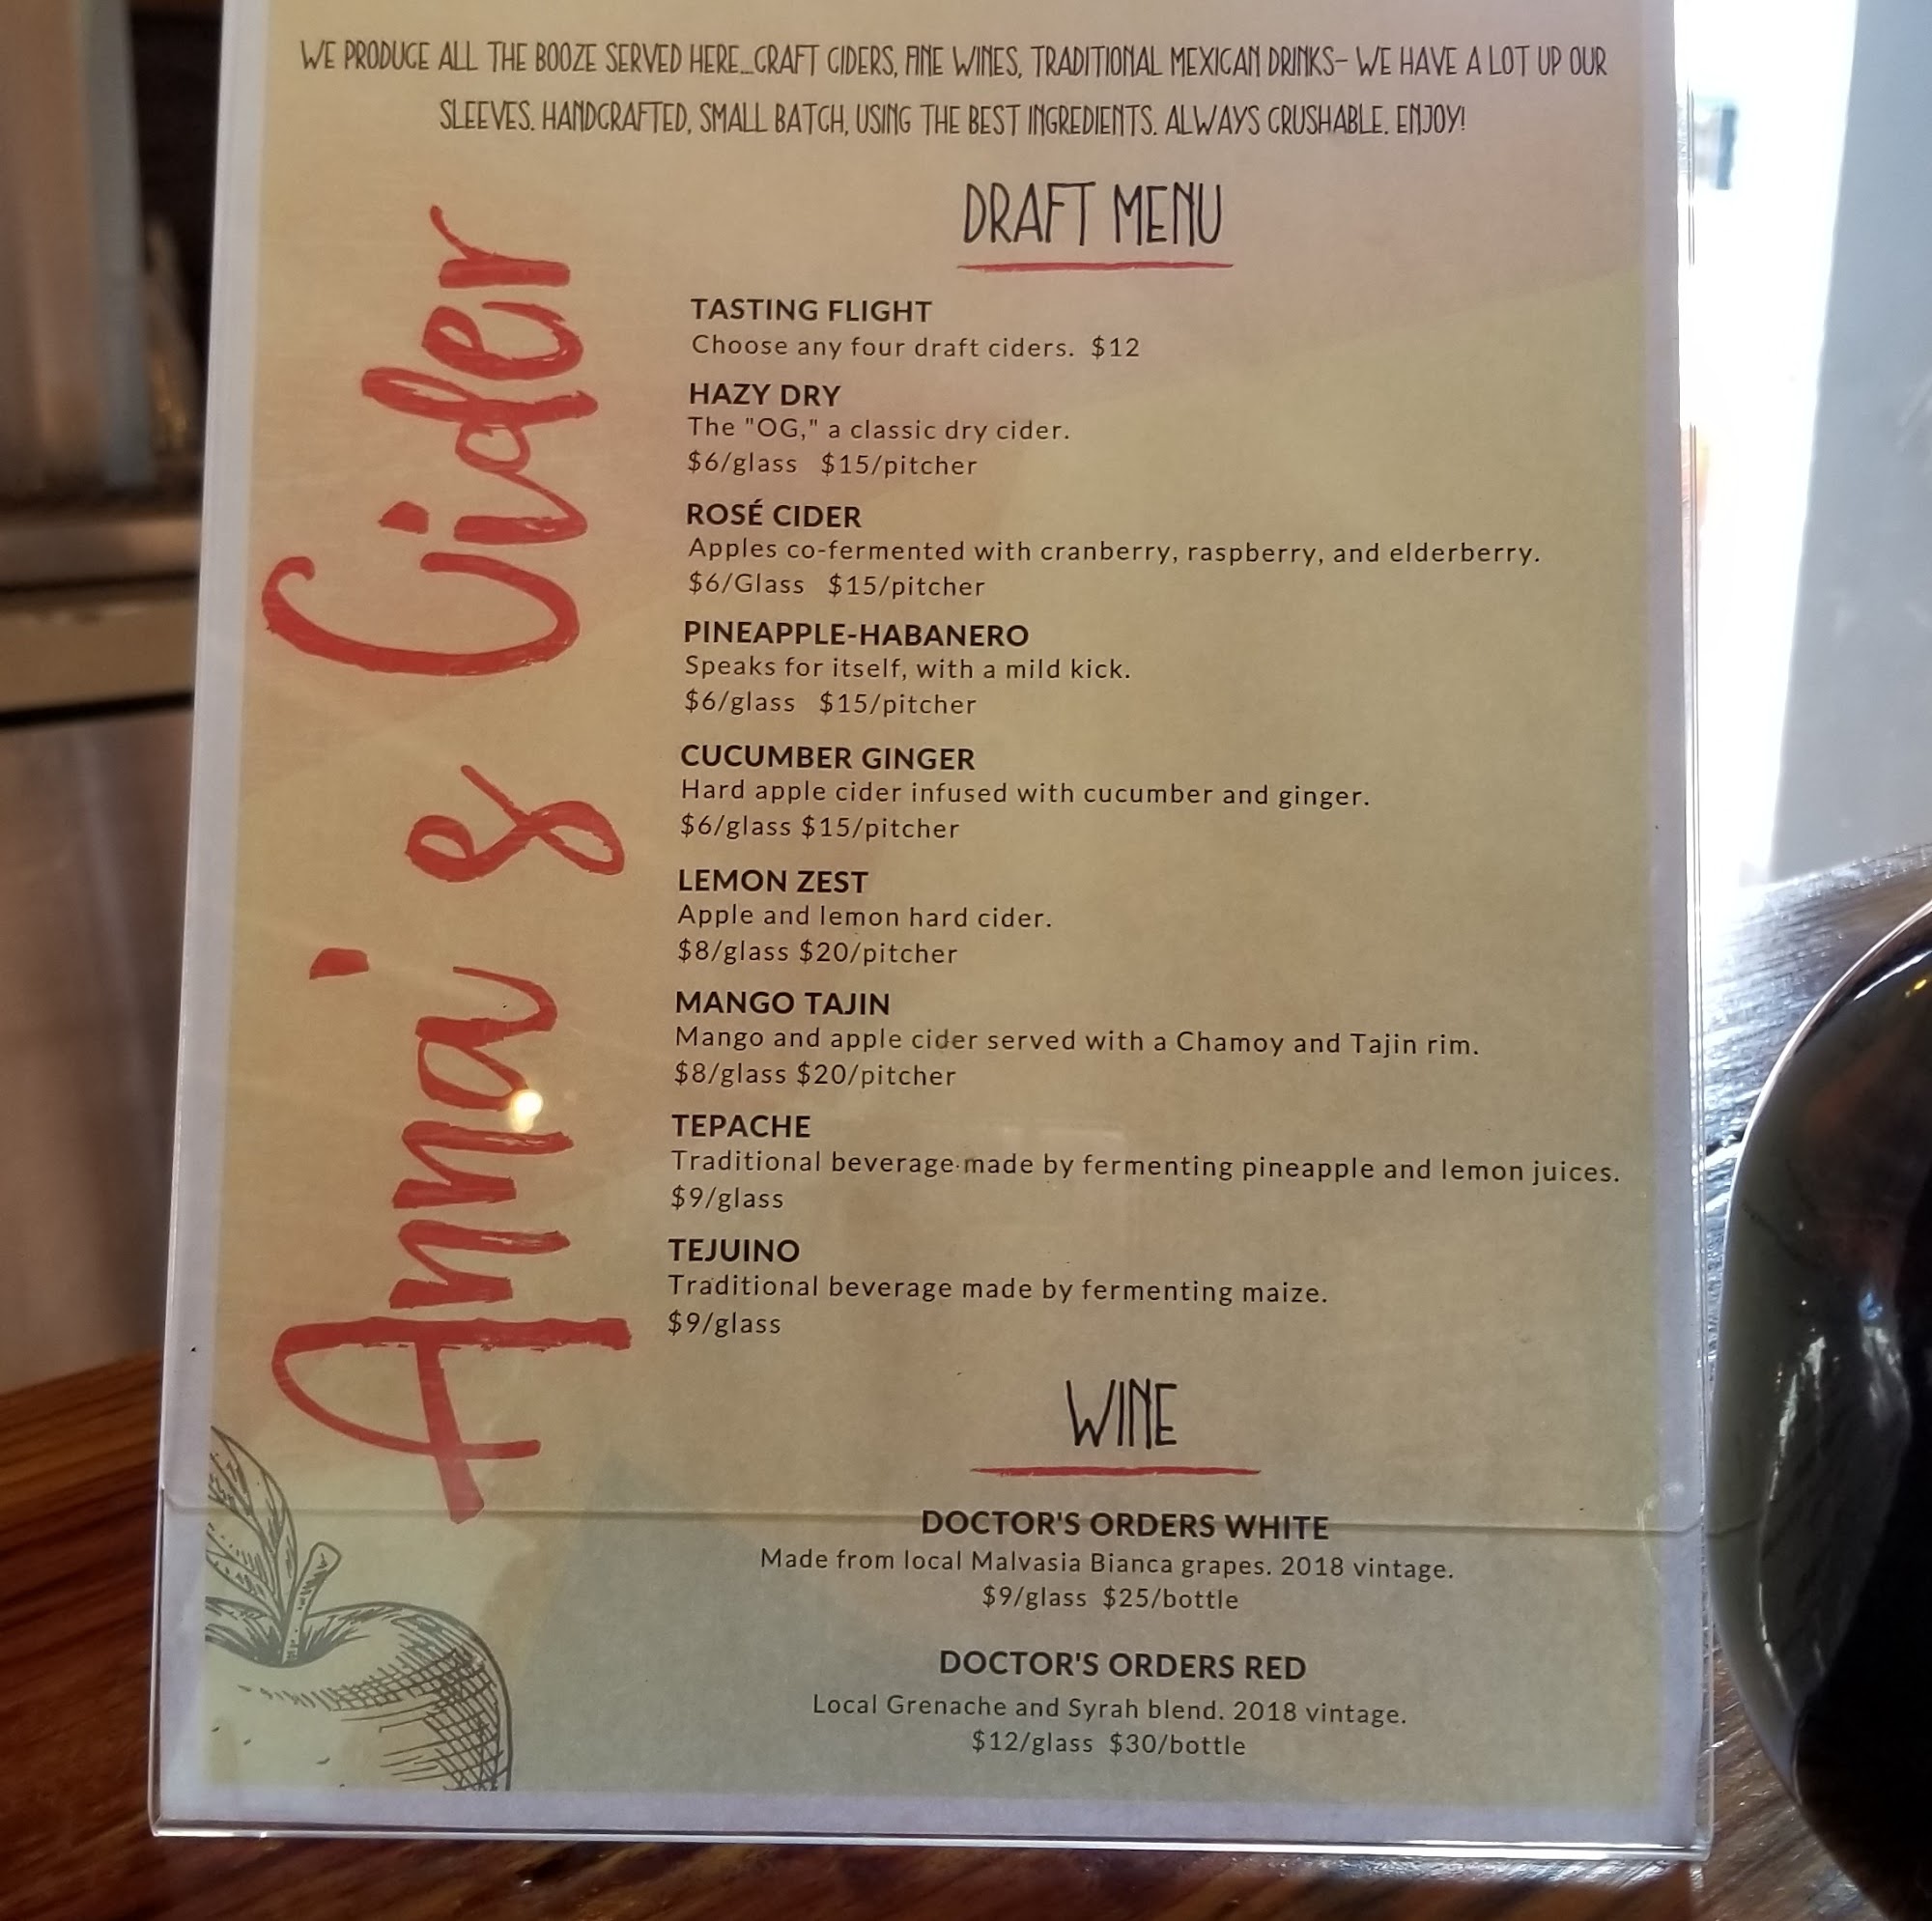 WE PRODUCE ALL THE BOOZE SERVED HERE...CRAFT CIDERS, FINE WINES, TRADITIONAL MEXICAN DRINKS- WE HAVE A LOT UP OUR
SLEEVES. HANDCRAFTED, SMALL BATCH, USING THE BEST INGREDIENTS. ALWAYS CRUSHABLE. ENJOY!
Anna's Cider
DRAFT MENU
TASTING FLIGHT
Choose any four draft ciders. $12
HAZY DRY
The "OG," a classic dry cider.
$6/glass $15/pitcher
ROSÉ CIDER
Apples co-fermented with cranberry, raspberry, and elderberry.
$6/Glass $15/pitcher
PINEAPPLE-HABANERO
Speaks for itself, with a mild kick.
$6/glass $15/pitcher
CUCUMBER GINGER
Hard apple cider infused with cucumber and ginger.
$6/glass $15/pitcher
LEMON ZEST
Apple and lemon hard cider.
$8/glass $20/pitcher
MANGO TAJIN
Mango and apple cider served with a Chamoy and Tajin rim.
$8/glass $20/pitcher
TEPACHE
Traditional beverage made by fermenting pineapple and lemon juices.
$9/glass
TEJUINO
Traditional beverage made by fermenting maize.
$9/glass
WINE
DOCTOR'S ORDERS WHITE
Made from local Malvasia Bianca grapes. 2018 vintage.
$9/glass $25/bottle
DOCTOR'S ORDERS RED
Local Grenache and Syrah blend. 2018 vintage.
$12/glass $30/bottle